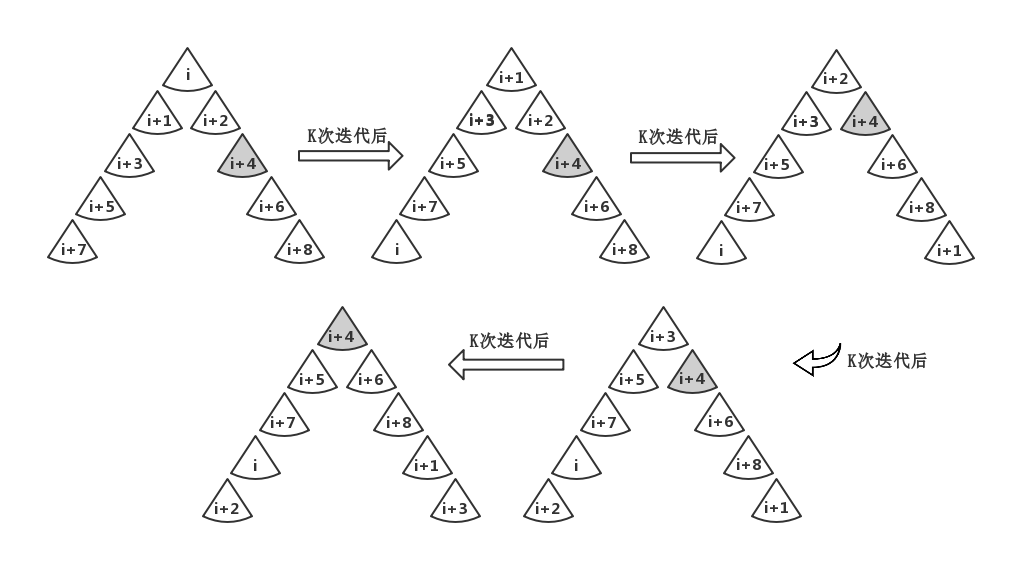 i
i+1 i+2
i+3 i+4
i+5 i+6
i+7 i+8
K次迭代后
i+1
i+3 i+2
i+5 i+4
i+7 i+6
i i+8
K次迭代后
i+2
i+3 i+4
i+5 i+6
i+7 i+8
i i+1
K次迭代后
i+3
i+5 i+4
i+7 i+6
i i+8
i+2 i+1
K次迭代后
i+4
i+5 i+6
i+7 i+8
i i+1
i+2 i+3